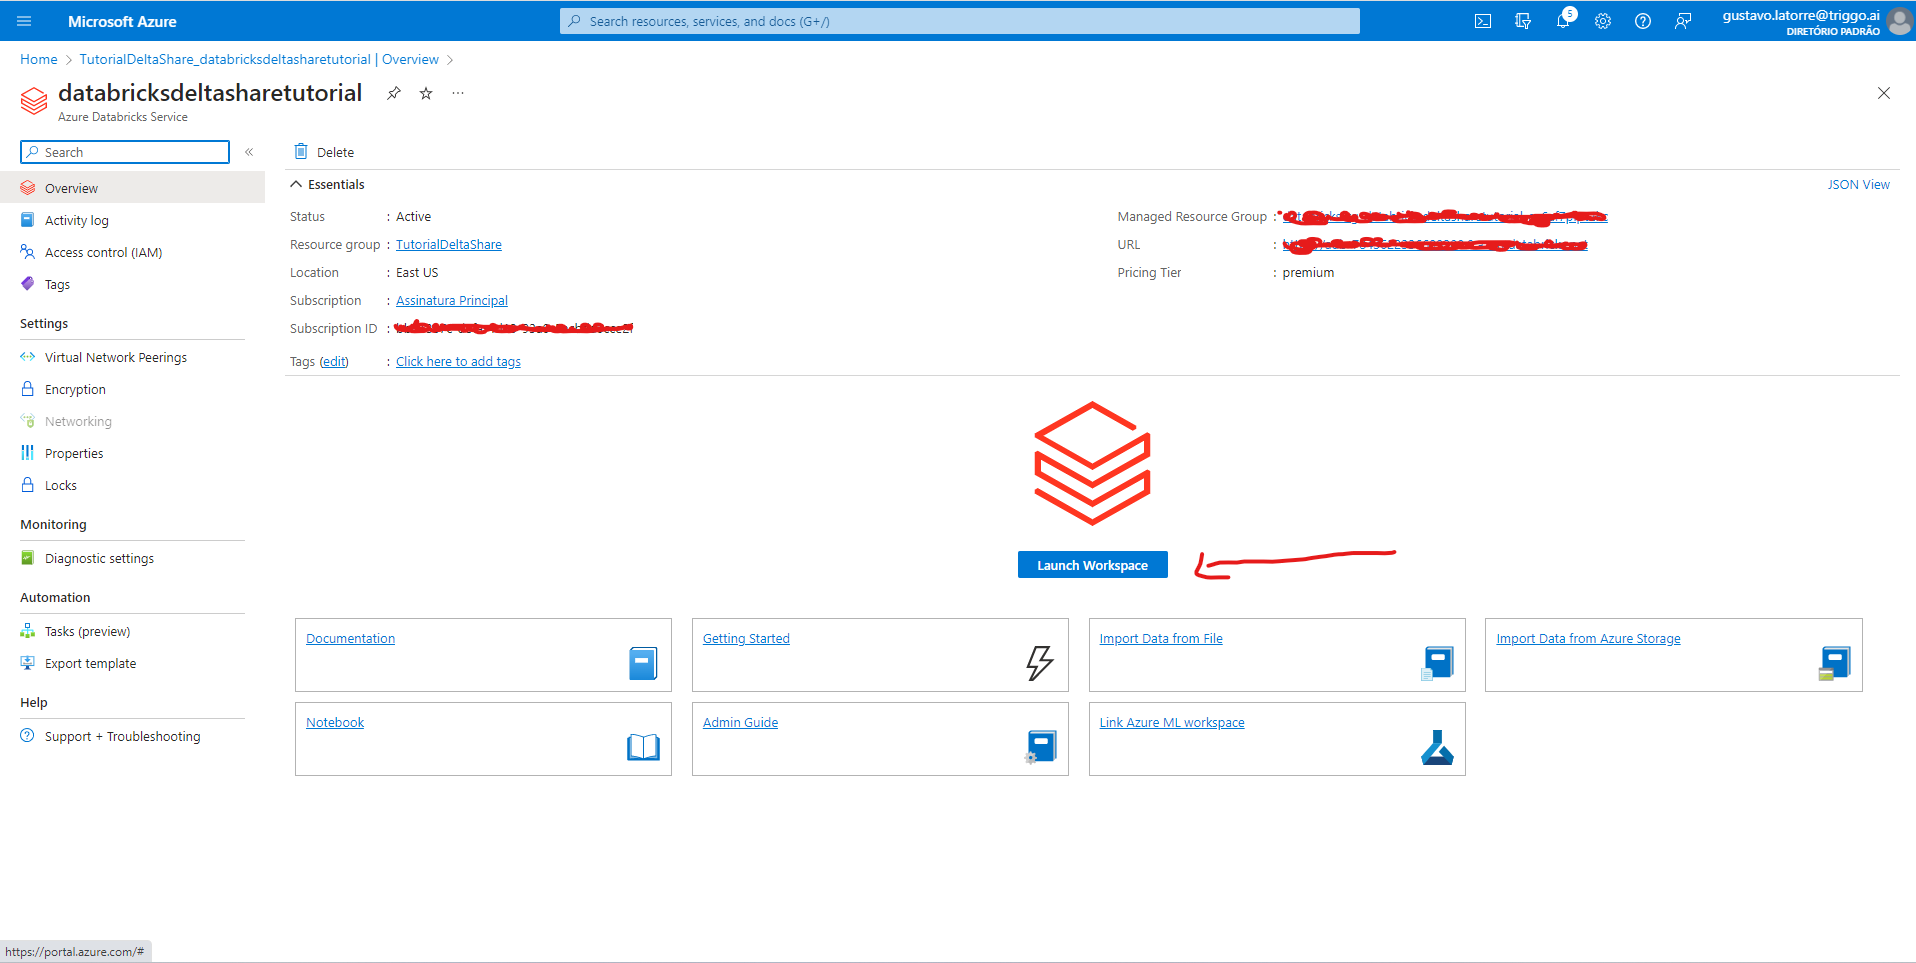 Microsoft Azure
Search resources, services, and docs (G+/)
5
gustavo.latorre@triggo.ai
DIRETÓRIO PADRÃO
Home > TutorialDeltaShare_databricksdeltasharetutorial | Overview >
databricksdeltasharetutorial
Azure Databricks Service
Search
«
Delete
Overview
Activity log
Access control (IAM)
Tags
Settings
Virtual Network Peerings
Encryption
Networking
Properties
Locks
Monitoring
Diagnostic settings
Automation
Tasks (preview)
Export template
Help
Support + Troubleshooting
Essentials
JSON View
Status : Active
Resource group : TutorialDeltaShare
Location : East US
Subscription : Assinatura Principal
Subscription ID :
Tags (edit) : Click here to add tags
Managed Resource Group :
URL :
Pricing Tier : premium
Launch Workspace
Documentation
Getting Started
Import Data from File
Import Data from Azure Storage
Notebook
Admin Guide
Link Azure ML workspace
https://portal.azure.com/#